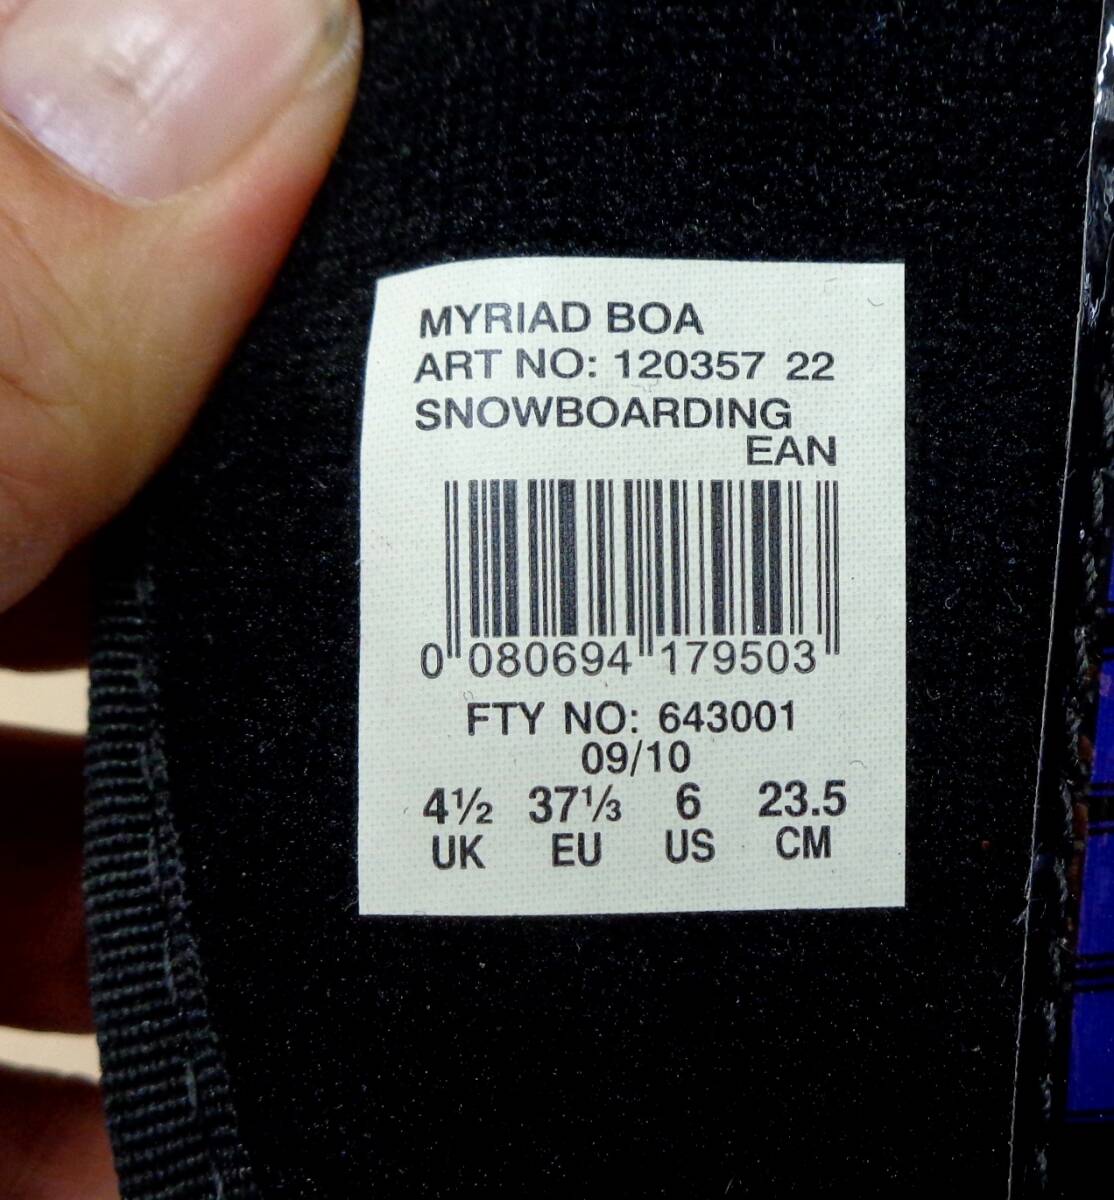 MYRIAD BOA
ART NO: 120357 22
SNOWBOARDING
EAN
0 080694 179503
FTY NO: 643001
09/10
4½ 37⅓ 6 23.5
UK EU US CM